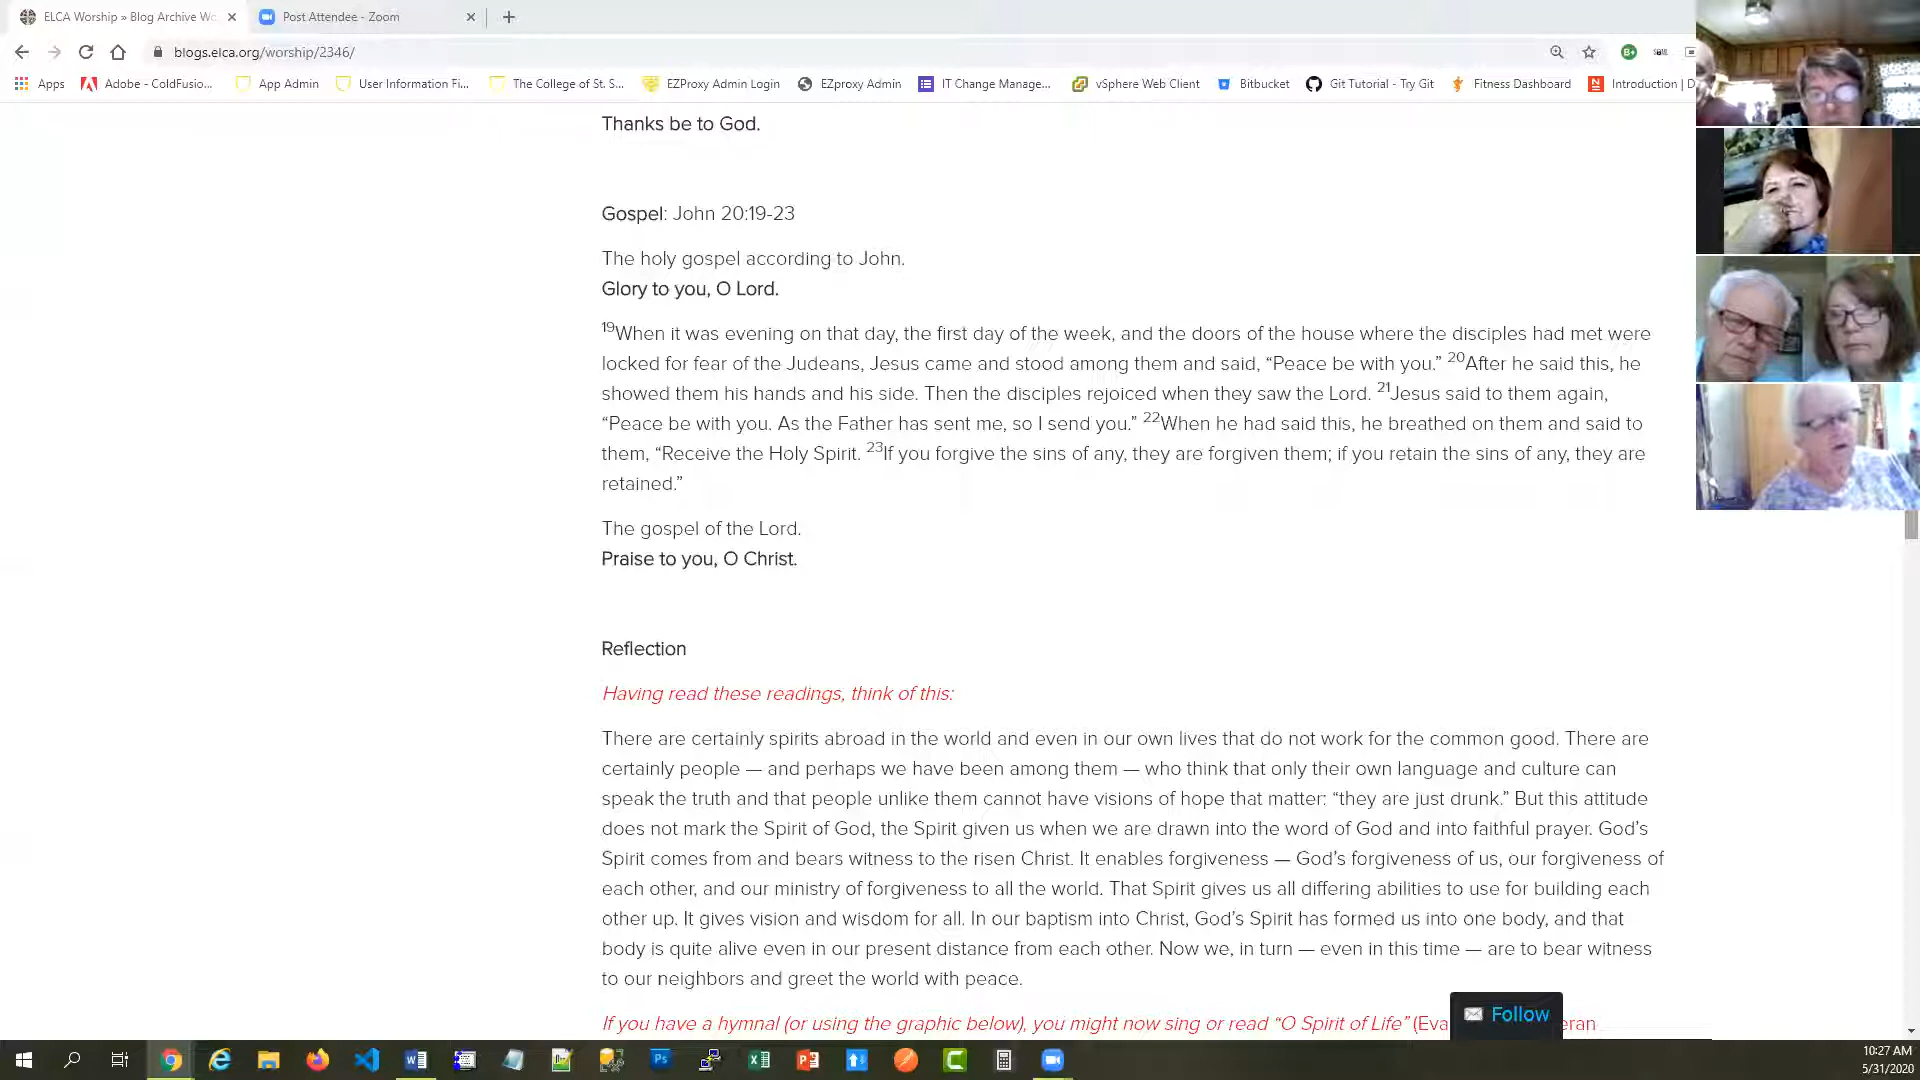 ELCA Worship » Blog Archive Wo
Post Attendee - Zoom
blogs.elca.org/worship/2346/
Apps
Adobe - ColdFusio...
App Admin
User Information Fi...
The College of St. S...
EZProxy Admin Login
EZproxy Admin
IT Change Manage...
vSphere Web Client
Bitbucket
Git Tutorial - Try Git
Fitness Dashboard
Introduction | D
Thanks be to God.
Gospel: John 20:19-23
The holy gospel according to John.
Glory to you, O Lord.
19When it was evening on that day, the first day of the week, and the doors of the house where the disciples had met were
locked for fear of the Judeans, Jesus came and stood among them and said, “Peace be with you.” 20After he said this, he
showed them his hands and his side. Then the disciples rejoiced when they saw the Lord. 21Jesus said to them again,
“Peace be with you. As the Father has sent me, so I send you.” 22When he had said this, he breathed on them and said to
them, “Receive the Holy Spirit. 23If you forgive the sins of any, they are forgiven them; if you retain the sins of any, they are
retained.”
The gospel of the Lord.
Praise to you, O Christ.
Reflection
Having read these readings, think of this:
There are certainly spirits abroad in the world and even in our own lives that do not work for the common good. There are
certainly people — and perhaps we have been among them — who think that only their own language and culture can
speak the truth and that people unlike them cannot have visions of hope that matter: “they are just drunk.” But this attitude
does not mark the Spirit of God, the Spirit given us when we are drawn into the word of God and into faithful prayer. God’s
Spirit comes from and bears witness to the risen Christ. It enables forgiveness — God’s forgiveness of us, our forgiveness of
each other, and our ministry of forgiveness to all the world. That Spirit gives us all differing abilities to use for building each
other up. It gives vision and wisdom for all. In our baptism into Christ, God’s Spirit has formed us into one body, and that
body is quite alive even in our present distance from each other. Now we, in turn — even in this time — are to bear witness
to our neighbors and greet the world with peace.
If you have a hymnal (or using the graphic below), you might now sing or read “O Spirit of Life” (Eva eran
Follow
10:27 AM
5/31/2020